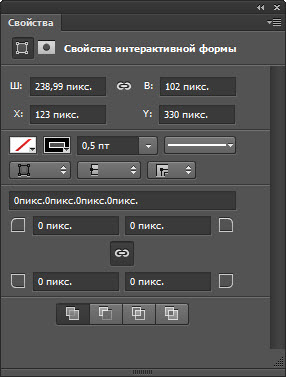 Свойства
Свойства интерактивной формы
Ш: 238,99 пикс. В: 102 пикс.
X: 123 пикс. Y: 330 пикс.
0,5 пт
0пикс.0пикс.0пикс.0пикс.
0 пикс. 0 пикс.
0 пикс. 0 пикс.